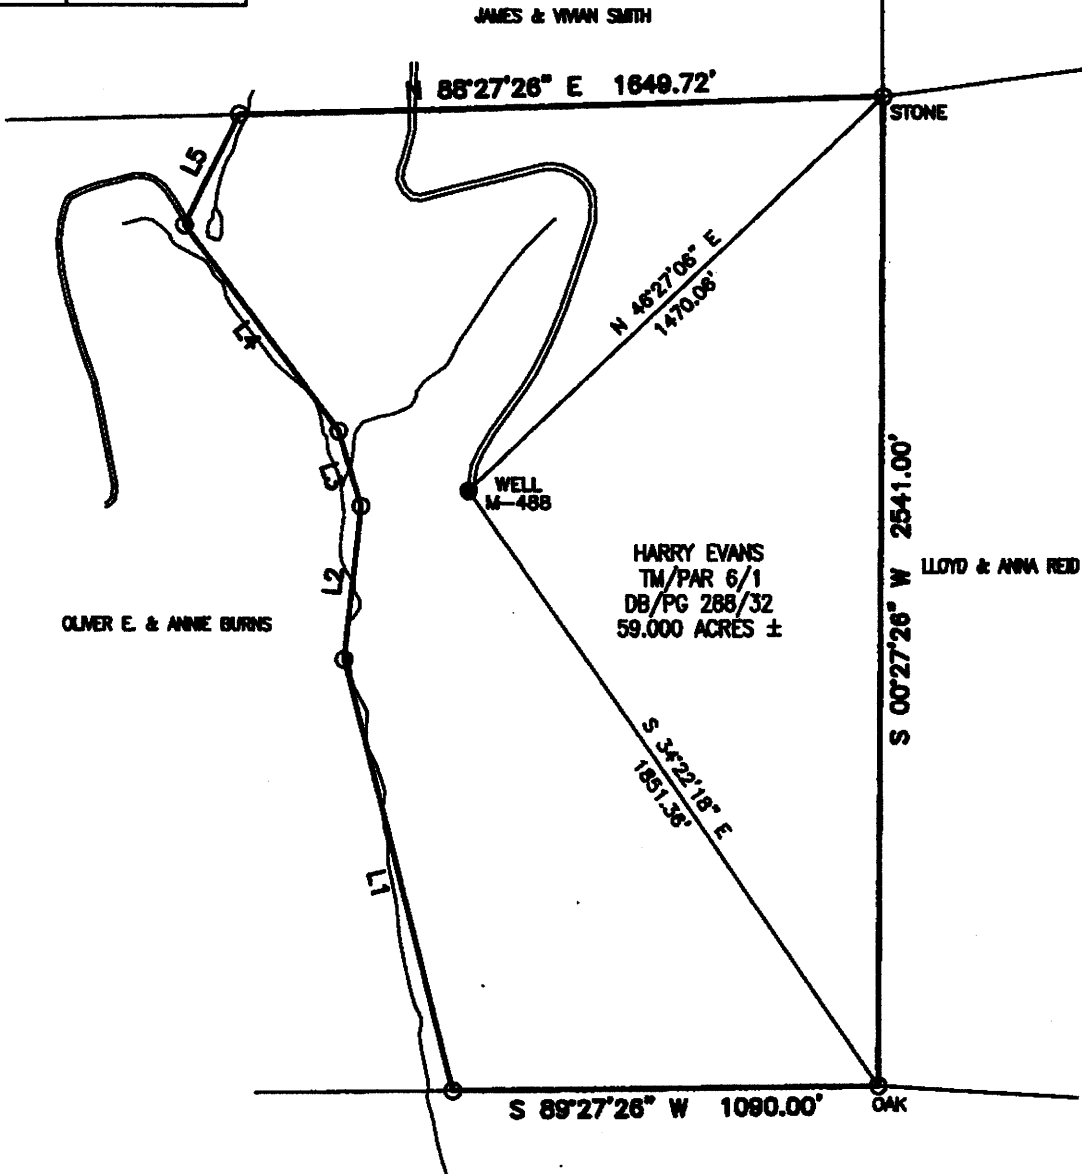 JAMES & VIVIAN SMITH
N 88°27'26" E 1649.72'
STONE
L5
N 46°27'06" E
1470.06'
L4
L3
WELL
M-488
S 00°27'26" W 2541.00'
HARRY EVANS
TM/PAR 6/1
DB/PG 288/32
59.000 ACRES ±
LLOYD & ANNA REID
L2
OLIVER E. & ANNIE BURNS
S 34°22'18" E
1851.36'
L1
S 89°27'26" W 1090.00'
OAK